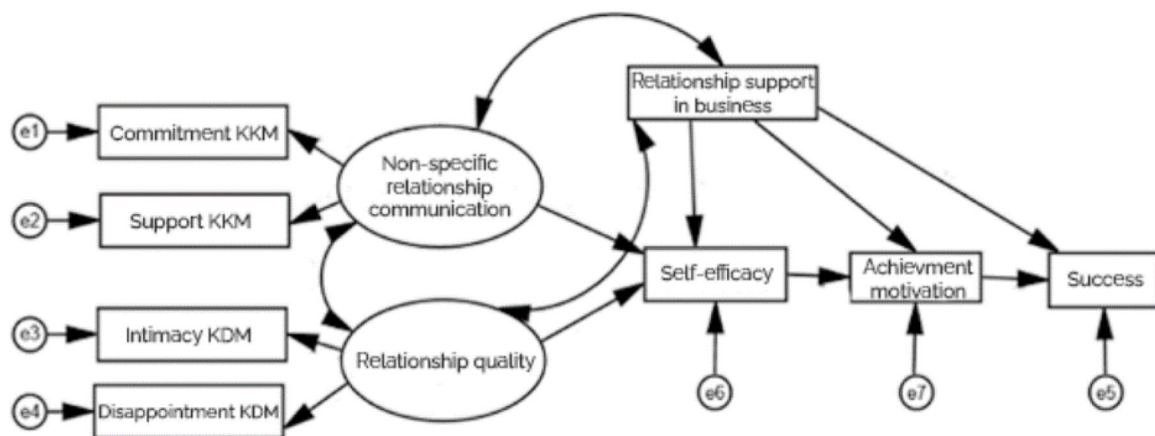 Relationship support
in business
e1
Commitment KKM
Non-specific
relationship
communication
e2
Support KKM
Self-efficacy
Achievment
motivation
Success
e3
Intimacy KDM
Relationship quality
e4
Disappointment KDM
e6
e7
e5